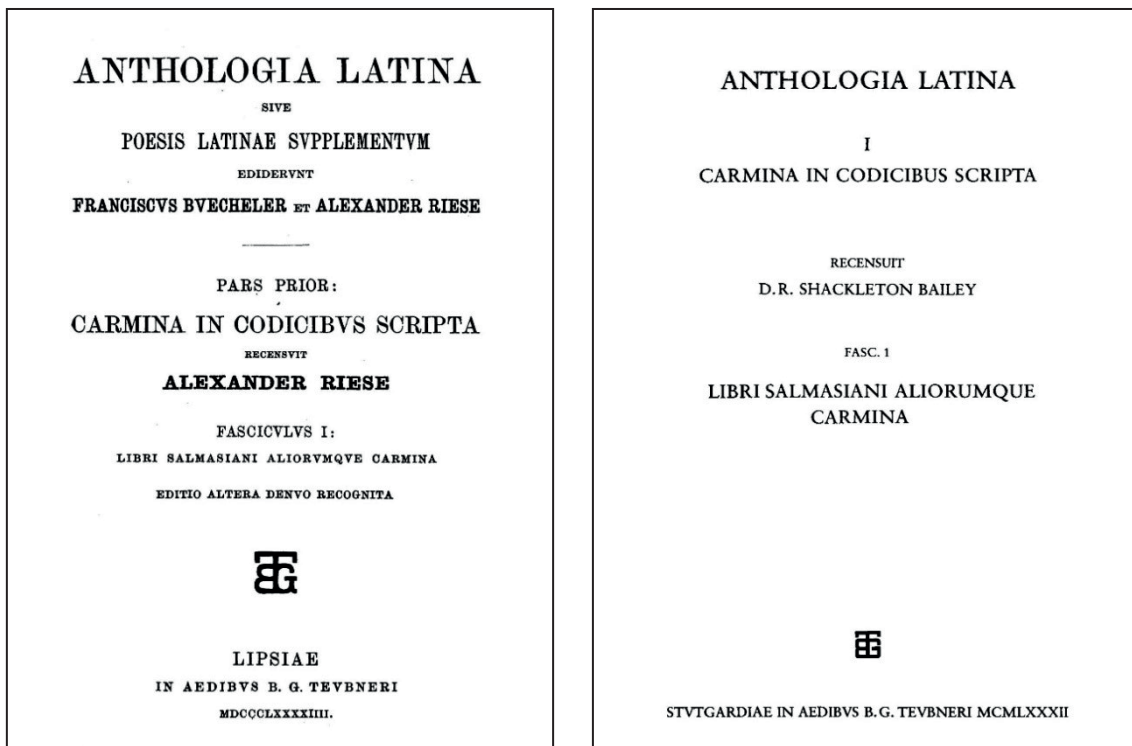 ANTHOLOGIA LATINA
SIVE
POESIS LATINAE SVPPLEMENTVM
EDIDERVNT
FRANCISCVS BVECHELER ET ALEXANDER RIESE
PARS PRIOR:
CARMINA IN CODICIBVS SCRIPTA
RECENSVIT
ALEXANDER RIESE
FASCICVLVS I:
LIBRI SALMASIANI ALIORVMQVE CARMINA
EDITIO ALTERA DENVO RECOGNITA
BTG
LIPSIAE
IN AEDIBVS B. G. TEVBNERI
MDCCCLXXXXIIII.
ANTHOLOGIA LATINA
I
CARMINA IN CODICIBUS SCRIPTA
RECENSUIT
D.R. SHACKLETON BAILEY
FASC. 1
LIBRI SALMASIANI ALIORUMQUE
CARMINA
BTG
STVTGARDIAE IN AEDIBVS B.G. TEVBNERI MCMLXXXII